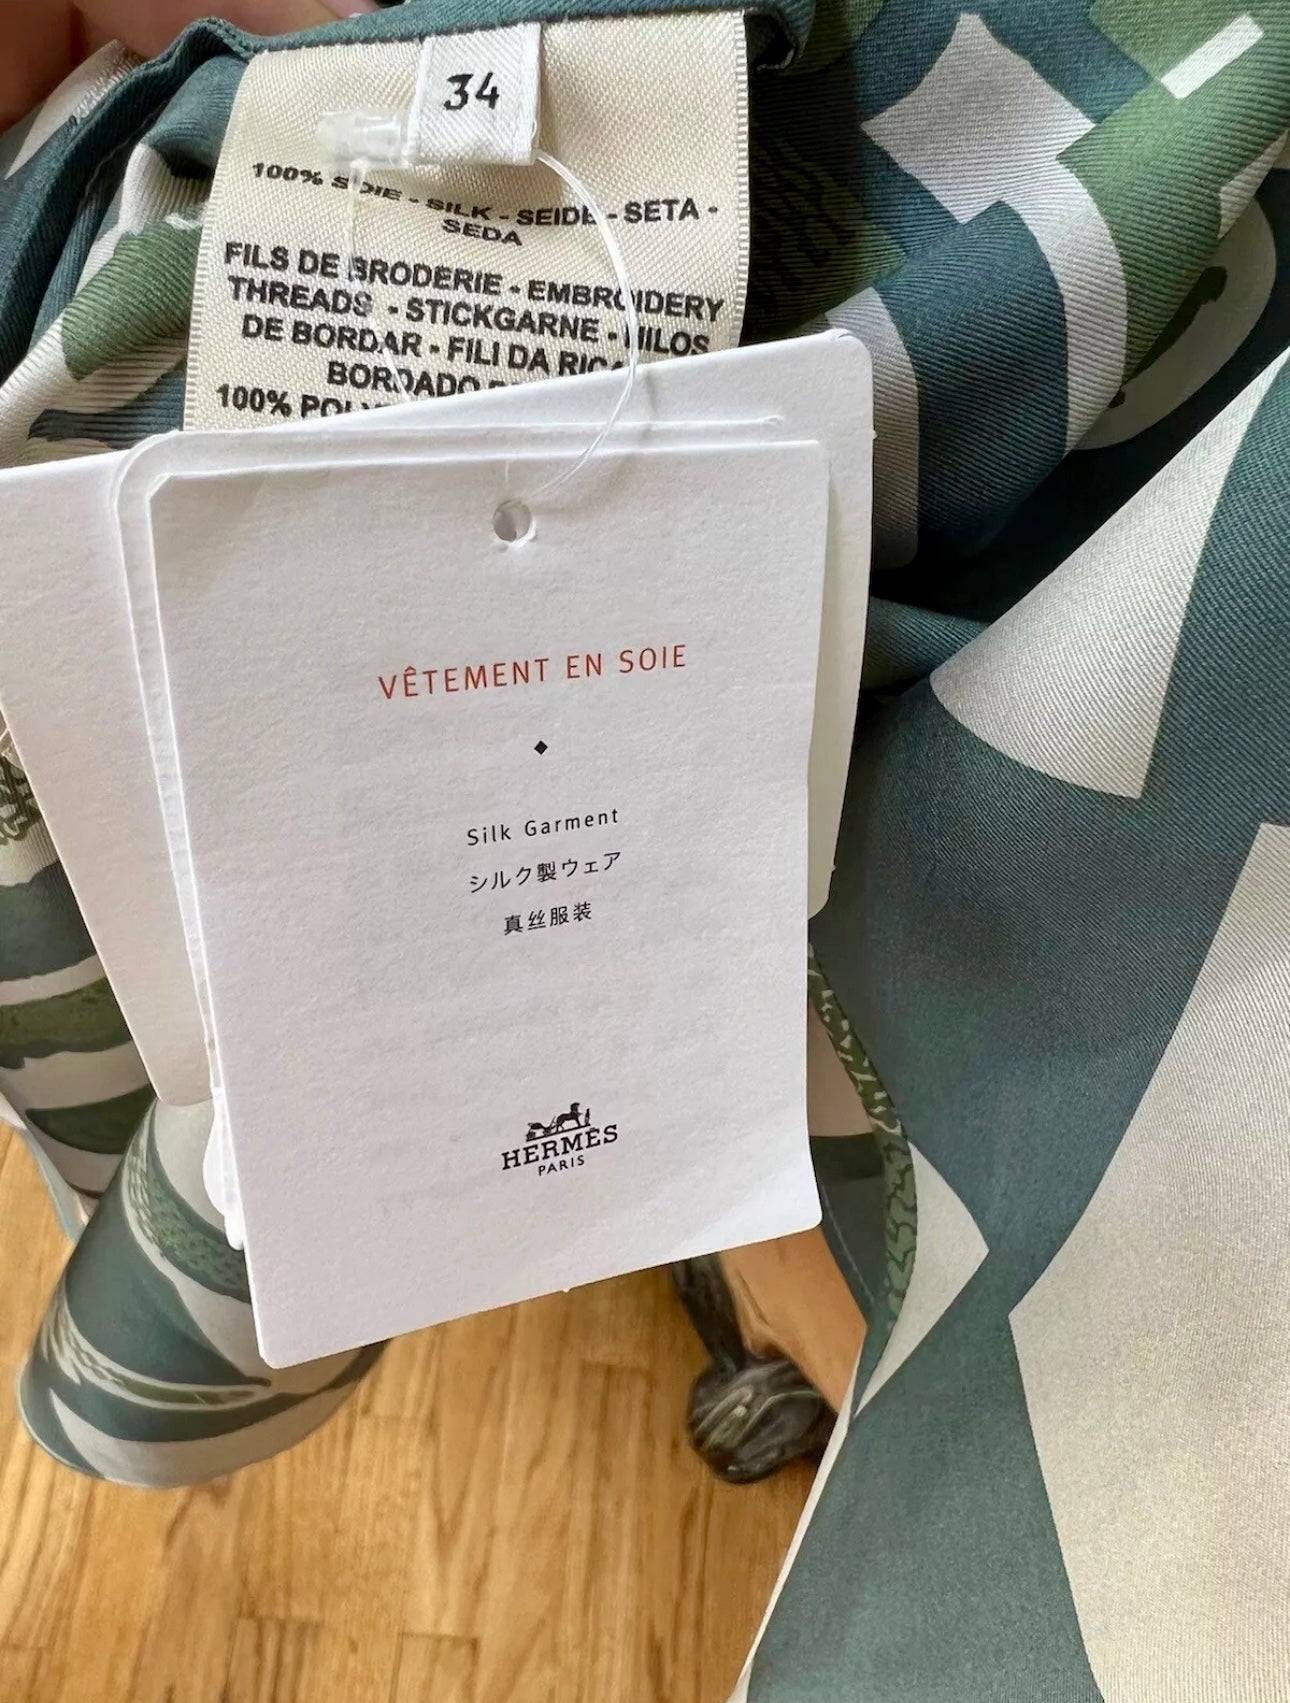 34
100% SOIE - SILK - SEIDE - SETA -
SEDA
FILS DE BRODERIE - EMBROIDERY
THREADS - STICKGARNE - HILOS
DE BORDAR - FILI DA
BORDADO
100%
VÊTEMENT EN SOIE
Silk Garment
シルク製ウェア
真丝服装
HERMÈS
PARIS